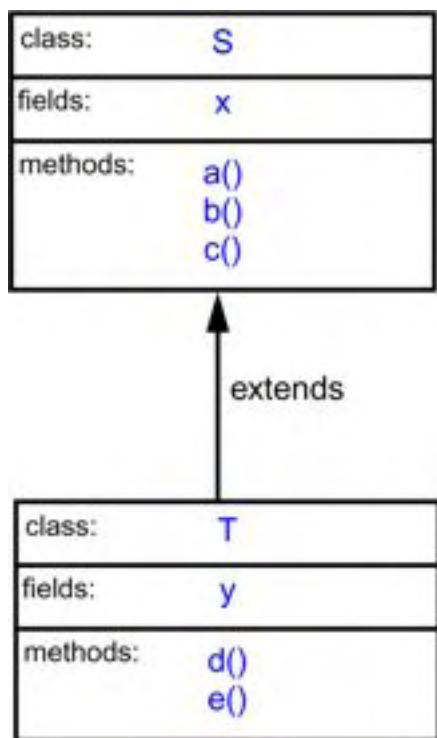 class: S
fields: x
methods: a()
b()
c()
extends
class: T
fields: y
methods: d()
e()